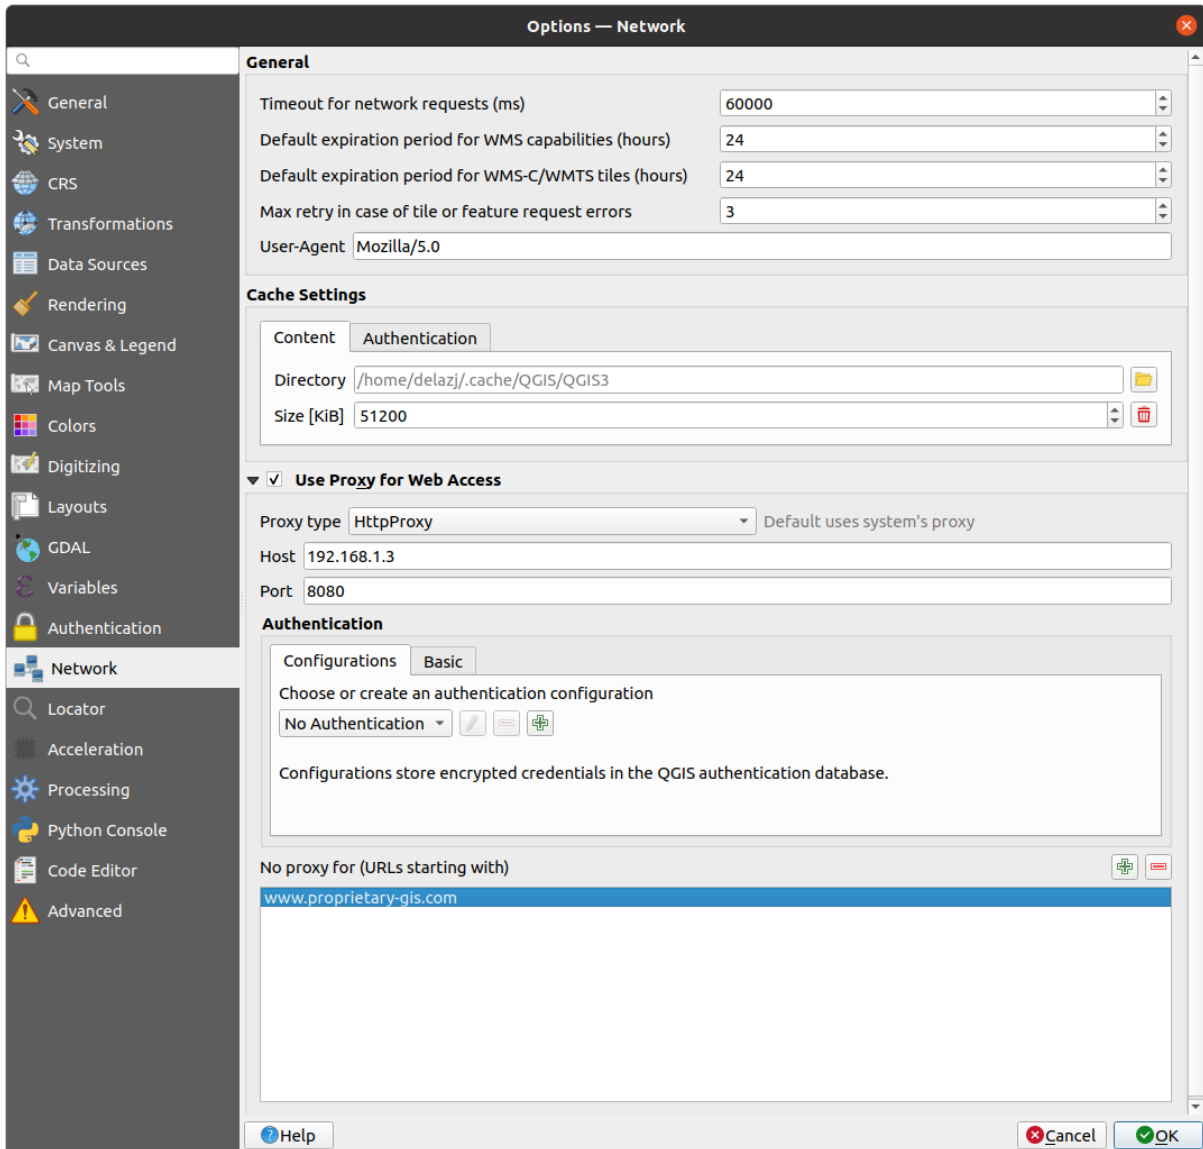 Options — Network
General
System
CRS
Transformations
Data Sources
Rendering
Canvas & Legend
Map Tools
Colors
Digitizing
Layouts
GDAL
Variables
Authentication
Network
Locator
Acceleration
Processing
Python Console
Code Editor
Advanced
General
Timeout for network requests (ms) 60000
Default expiration period for WMS capabilities (hours) 24
Default expiration period for WMS-C/WMTS tiles (hours) 24
Max retry in case of tile or feature request errors 3
User-Agent Mozilla/5.0
Cache Settings
Content Authentication
Directory /home/delazj/.cache/QGIS/QGIS3
Size [KiB] 51200
Use Proxy for Web Access
Proxy type HttpProxy Default uses system's proxy
Host 192.168.1.3
Port 8080
Authentication
Configurations Basic
Choose or create an authentication configuration
No Authentication
Configurations store encrypted credentials in the QGIS authentication database.
No proxy for (URLs starting with)
www.proprietary-gis.com
Help Cancel OK